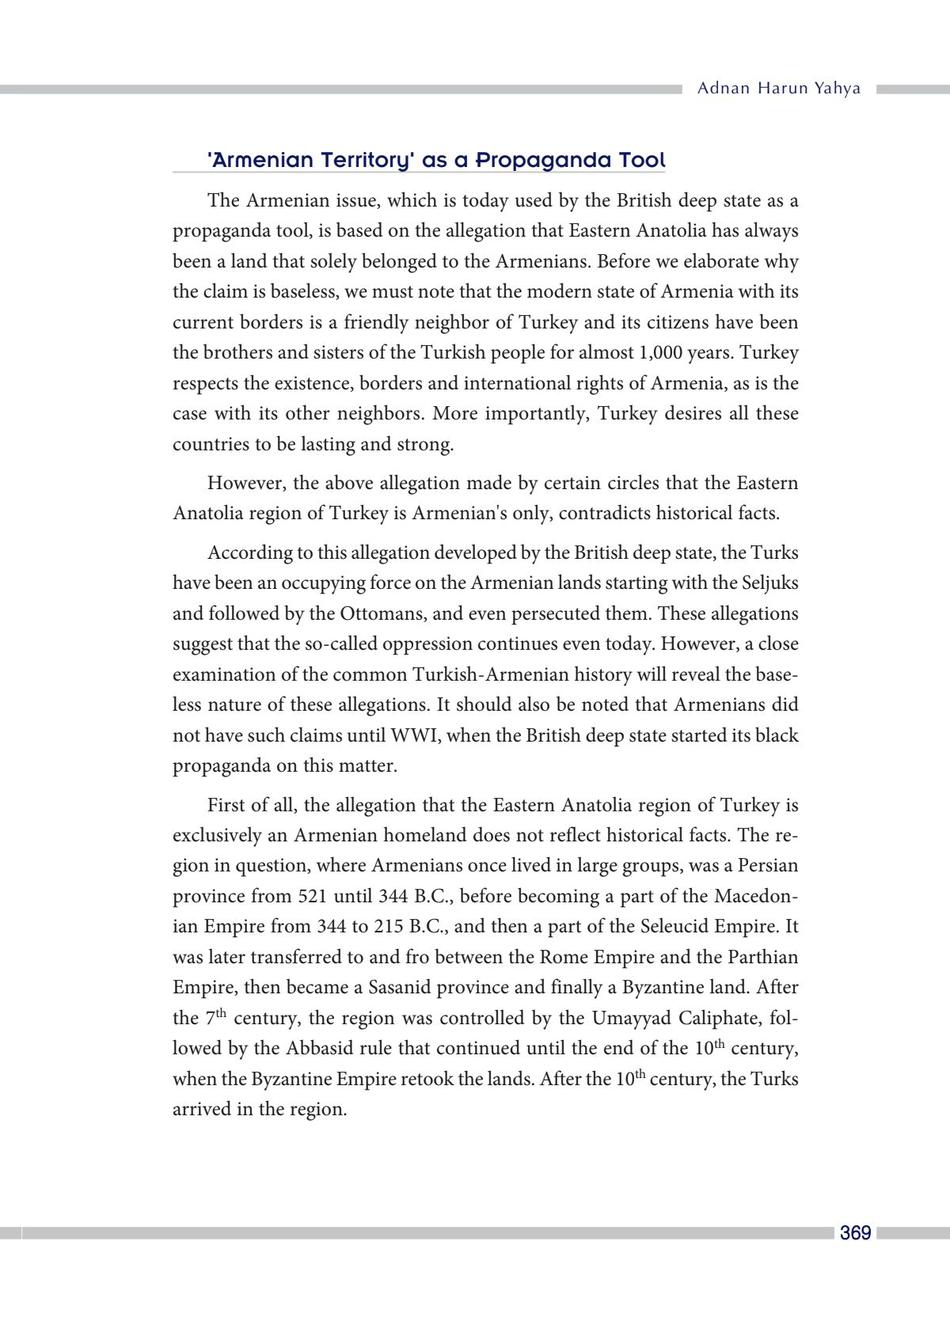 Adnan Harun Yahya
'Armenian Territory' as a Propaganda Tool
The Armenian issue, which is today used by the British deep state as a
propaganda tool, is based on the allegation that Eastern Anatolia has always
been a land that solely belonged to the Armenians. Before we elaborate why
the claim is baseless, we must note that the modern state of Armenia with its
current borders is a friendly neighbor of Turkey and its citizens have been
the brothers and sisters of the Turkish people for almost 1,000 years. Turkey
respects the existence, borders and international rights of Armenia, as is the
case with its other neighbors. More importantly, Turkey desires all these
countries to be lasting and strong.
However, the above allegation made by certain circles that the Eastern
Anatolia region of Turkey is Armenian's only, contradicts historical facts.
According to this allegation developed by the British deep state, the Turks
have been an occupying force on the Armenian lands starting with the Seljuks
and followed by the Ottomans, and even persecuted them. These allegations
suggest that the so-called oppression continues even today. However, a close
examination of the common Turkish-Armenian history will reveal the base-
less nature of these allegations. It should also be noted that Armenians did
not have such claims until WWI, when the British deep state started its black
propaganda on this matter.
First of all, the allegation that the Eastern Anatolia region of Turkey is
exclusively an Armenian homeland does not reflect historical facts. The re-
gion in question, where Armenians once lived in large groups, was a Persian
province from 521 until 344 B.C., before becoming a part of the Macedon-
ian Empire from 344 to 215 B.C., and then a part of the Seleucid Empire. It
was later transferred to and fro between the Rome Empire and the Parthian
Empire, then became a Sasanid province and finally a Byzantine land. After
the 7th century, the region was controlled by the Umayyad Caliphate, fol-
lowed by the Abbasid rule that continued until the end of the 10th century,
when the Byzantine Empire retook the lands. After the 10th century, the Turks
arrived in the region.
369